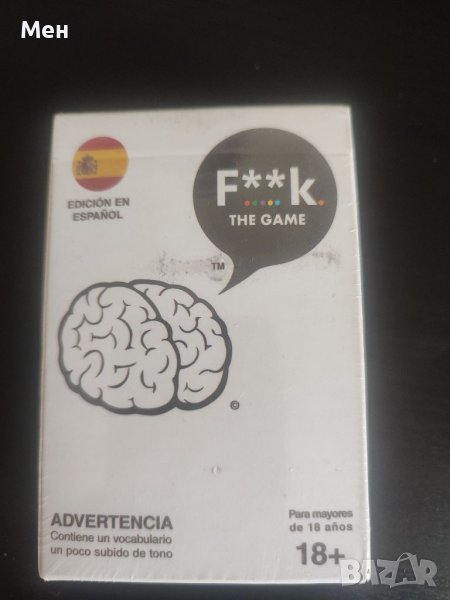 Мен
EDICIÓN EN
ESPAÑOL
F**k.
THE GAME
TM
©
ADVERTENCIA
Contiene un vocabulario
un poco subido de tono
Para mayores
de 18 años
18+
BAZAR